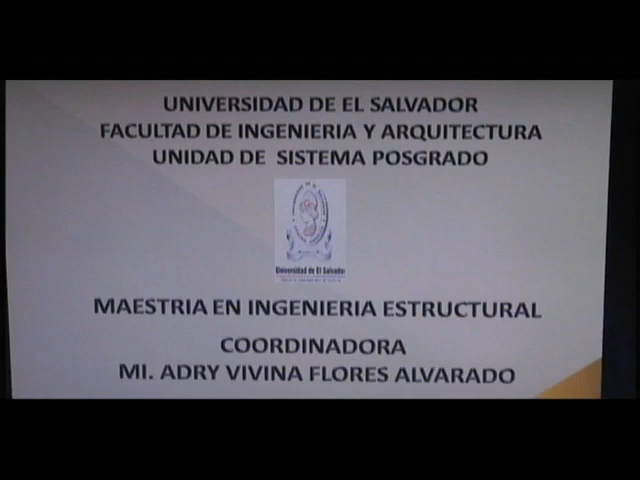 UNIVERSIDAD DE EL SALVADOR
FACULTAD DE INGENIERIA Y ARQUITECTURA
UNIDAD DE SISTEMA POSGRADO
Universidad de El Salvador
MAESTRIA EN INGENIERIA ESTRUCTURAL
COORDINADORA
MI. ADRY VIVINA FLORES ALVARADO